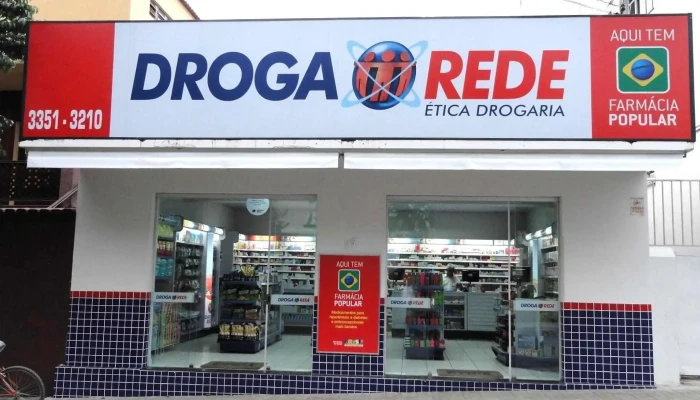 DROGA REDE
ÉTICA DROGARIA
3351-3210
AQUI TEM
FARMÁCIA
POPULAR
DROGA REDE
AQUI TEM
FARMÁCIA
POPULAR
DROGA REDE
DROGA REDE
DROGA REDE